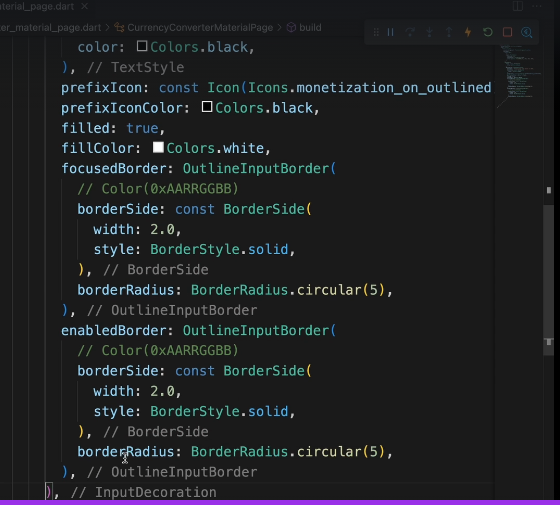 terial_page.dart
er_material_page.dart > CurrencyConverterMaterialPage > build
color: Colors.black,
), // TextStyle
prefixIcon: const Icon(Icons.monetization_on_outlined
prefixIconColor: Colors.black,
filled: true,
fillColor: Colors.white,
focusedBorder: OutlineInputBorder(
// Color(0xAARRGGBB)
borderSide: const BorderSide(
width: 2.0,
style: BorderStyle.solid,
), // BorderSide
borderRadius: BorderRadius.circular(5),
), // OutlineInputBorder
enabledBorder: OutlineInputBorder(
// Color(0xAARRGGBB)
borderSide: const BorderSide(
width: 2.0,
style: BorderStyle.solid,
), // BorderSide
borderRadius: BorderRadius.circular(5),
), // OutlineInputBorder
), // InputDecoration